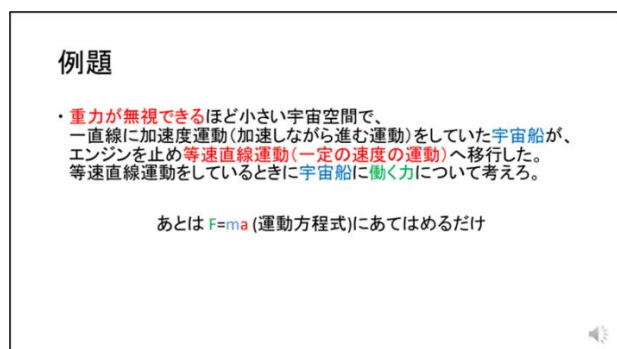 例題
・重力が無視できるほど小さい宇宙空間で、
一直線に加速度運動(加速しながら進む運動)をしていた宇宙船が、
エンジンを止め等速直線運動(一定の速度の運動)へ移行した。
等速直線運動をしているときに宇宙船に働く力について考えろ。
あとは F=ma (運動方程式)にあてはめるだけ